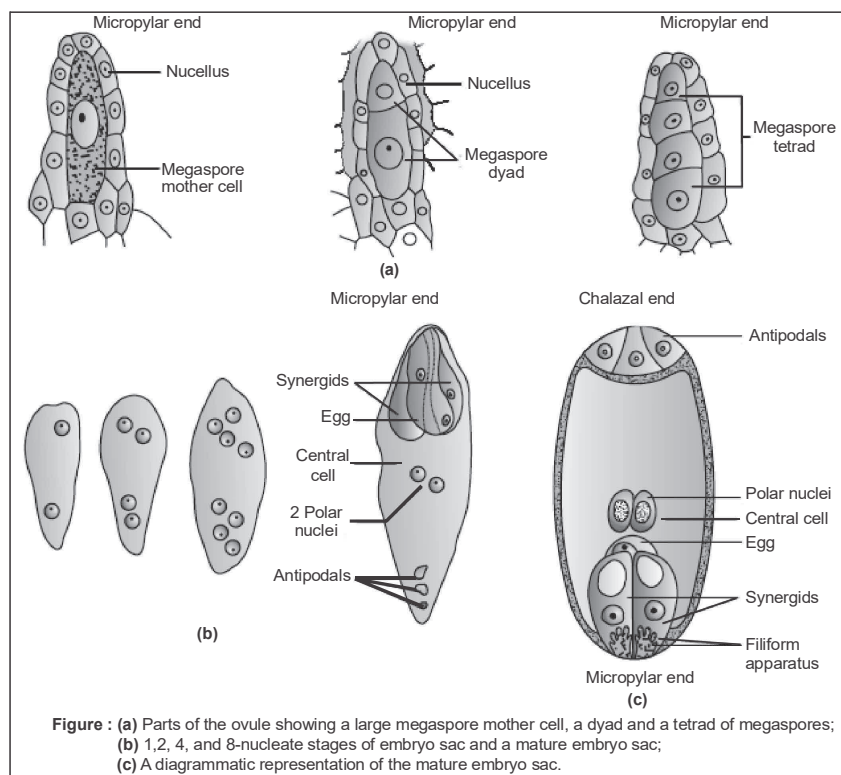 Micropylar end
Micropylar end
Micropylar end
Nucellus
Megaspore
mother cell
Nucellus
Megaspore
dyad
Megaspore
tetrad
(a)
Micropylar end
Synergids
Egg
Central
cell
2 Polar
nuclei
Antipodals
(b)
Chalazal end
Antipodals
Polar nuclei
Central cell
Egg
Synergids
Filiform
apparatus
Micropylar end
(c)
Figure : (a) Parts of the ovule showing a large megaspore mother cell, a dyad and a tetrad of megaspores;
(b) 1,2, 4, and 8-nucleate stages of embryo sac and a mature embryo sac;
(c) A diagrammatic representation of the mature embryo sac.